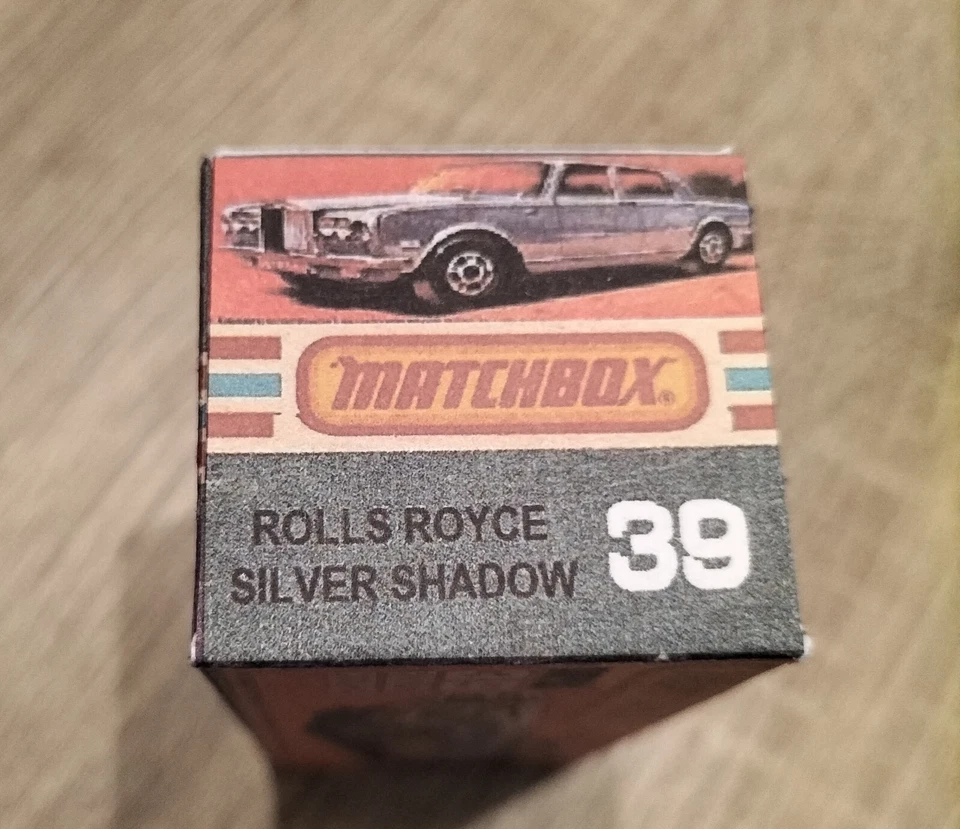 MATCHBOX®
ROLLS ROYCE
SILVER SHADOW
39